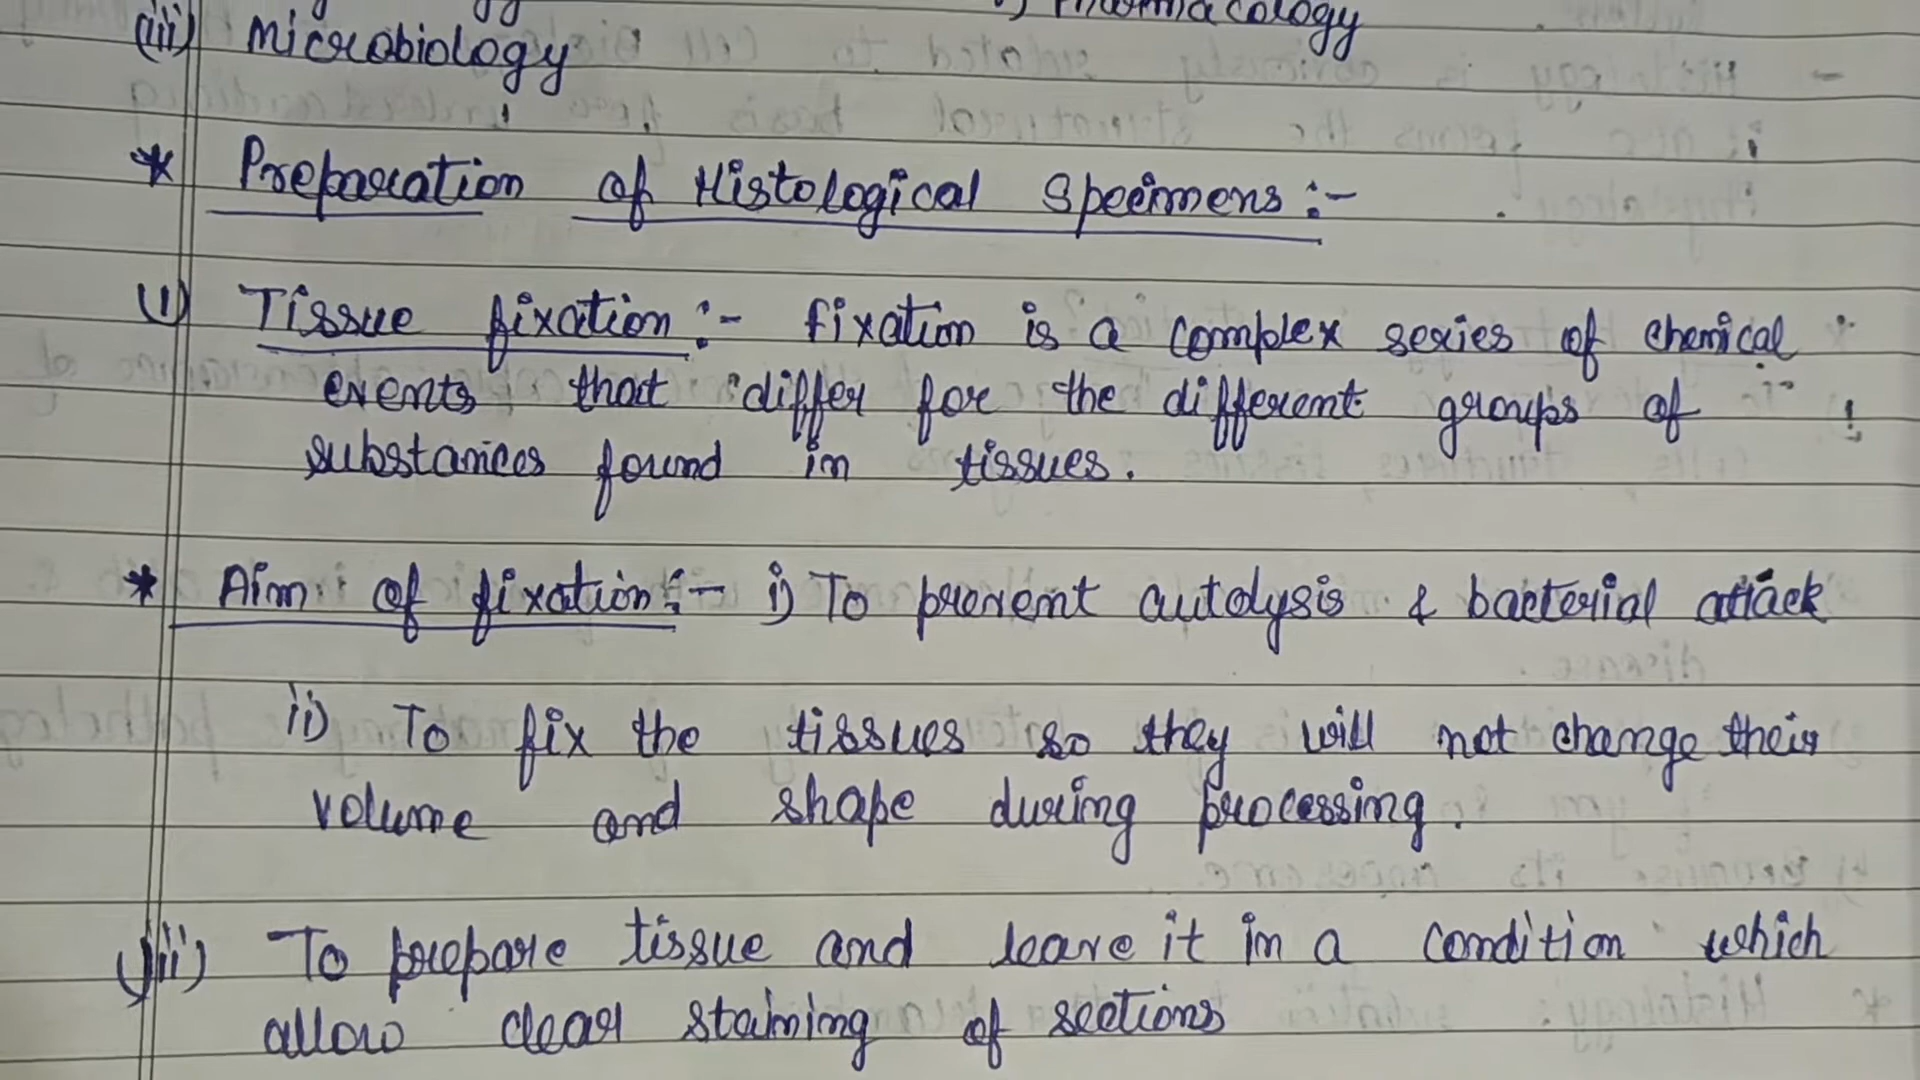 Pharmacology
(iii) Microbiology
* Preparation of Histological Specimens :-
(1) Tissue fixation :- fixation is a complex series of chemical
events that differ for the different groups of
substances found in tissues.
* Aim of fixation :- i) To prevent autolysis & bacterial attack
ii) To fix the tissues so they will not change their
volume and shape during processing.
iii) To prepare tissue and leave it in a condition which
allow clear staining of sections